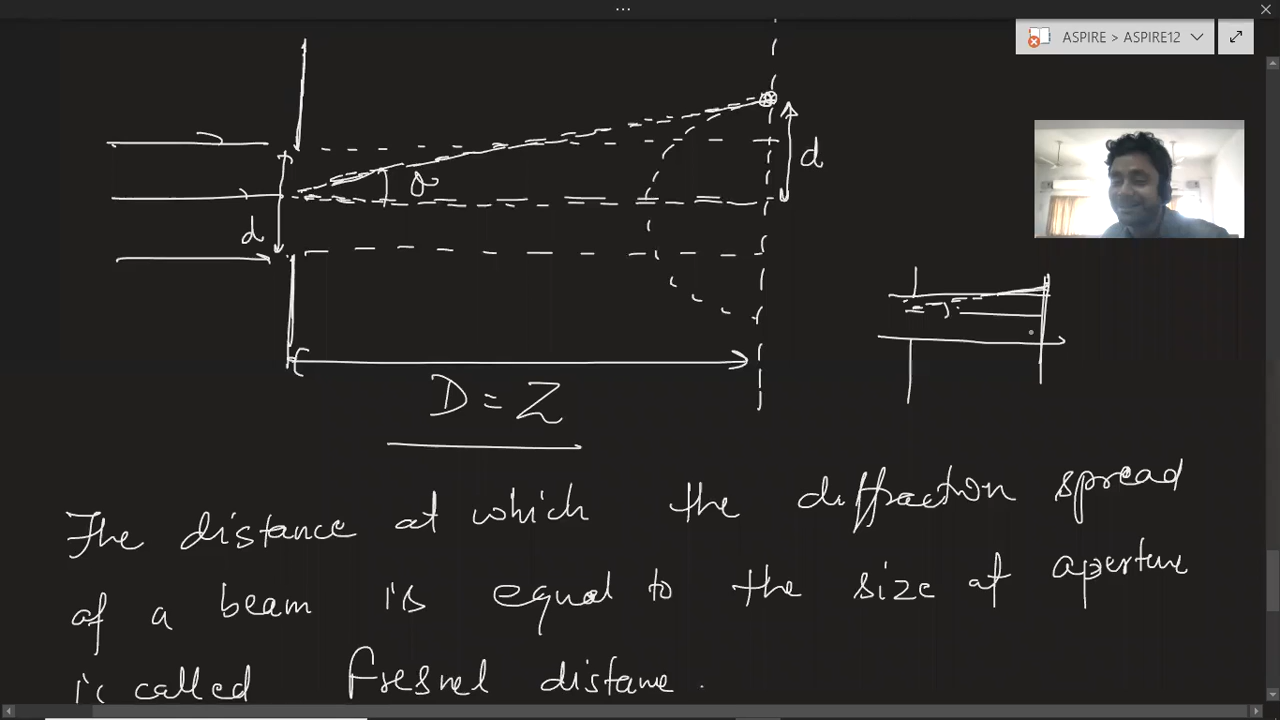 ASPIRE > ASPIRE12
d
θ
d
D = Z
The distance at which the diffraction spread
of a beam is equal to the size of aperture
is called fresnel distance.